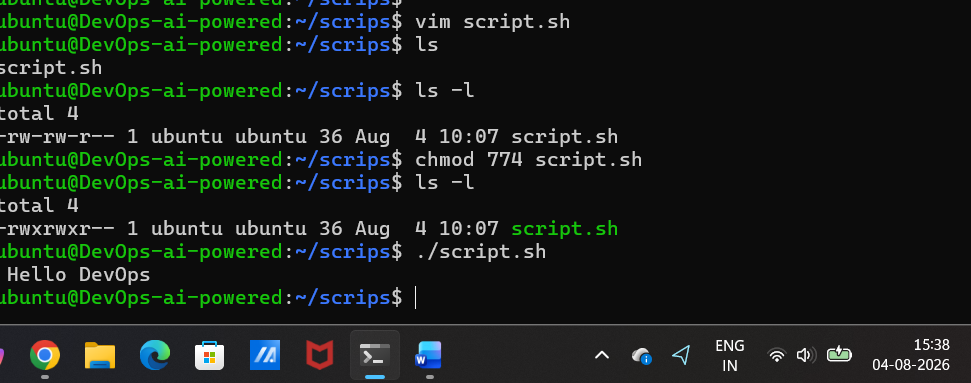 ubuntu@DevOps-ai-powered:~/scrips$ vim script.sh
ubuntu@DevOps-ai-powered:~/scrips$ ls
script.sh
ubuntu@DevOps-ai-powered:~/scrips$ ls -l
total 4
-rw-rw-r-- 1 ubuntu ubuntu 36 Aug  4 10:07 script.sh
ubuntu@DevOps-ai-powered:~/scrips$ chmod 774 script.sh
ubuntu@DevOps-ai-powered:~/scrips$ ls -l
total 4
-rwxrwxr-- 1 ubuntu ubuntu 36 Aug  4 10:07 script.sh
ubuntu@DevOps-ai-powered:~/scrips$ ./script.sh
 Hello DevOps
ubuntu@DevOps-ai-powered:~/scrips$
ENG
IN
15:38
04-08-2026